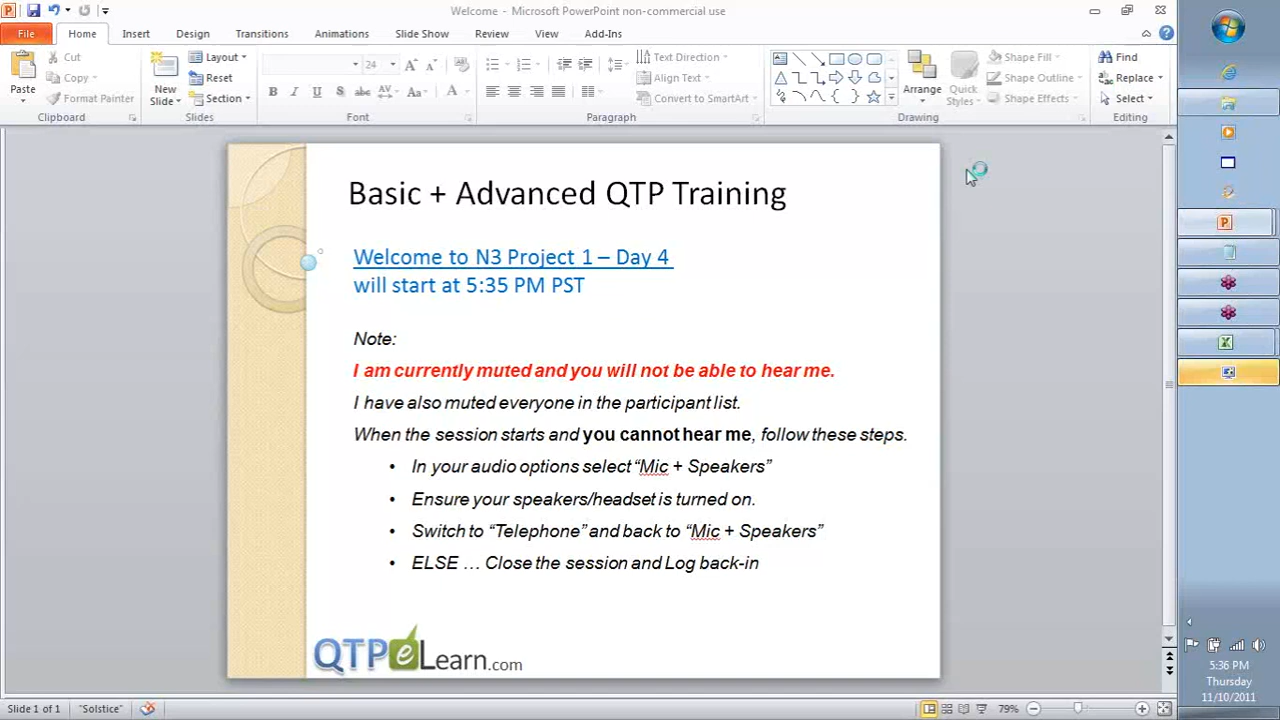 Welcome - Microsoft PowerPoint non-commercial use
File Home Insert Design Transitions Animations Slide Show Review View Add-Ins
Paste
Cut
Copy
Format Painter
Clipboard
New Slide
Layout
Reset
Section
Slides
24
B I U S abc AV Aa A
Font
Text Direction
Align Text
Convert to SmartArt
Paragraph
Arrange
Quick Styles
Shape Fill
Shape Outline
Shape Effects
Drawing
Find
Replace
Select
Editing
Basic + Advanced QTP Training
Welcome to N3 Project 1 – Day 4
will start at 5:35 PM PST
Note:
I am currently muted and you will not be able to hear me.
I have also muted everyone in the participant list.
When the session starts and you cannot hear me, follow these steps.
• In your audio options select “Mic + Speakers”
• Ensure your speakers/headset is turned on.
• Switch to “Telephone” and back to “Mic + Speakers”
• ELSE … Close the session and Log back-in
QTPeLearn.com
Slide 1 of 1 "Solstice" 79%
5:36 PM
Thursday
11/10/2011